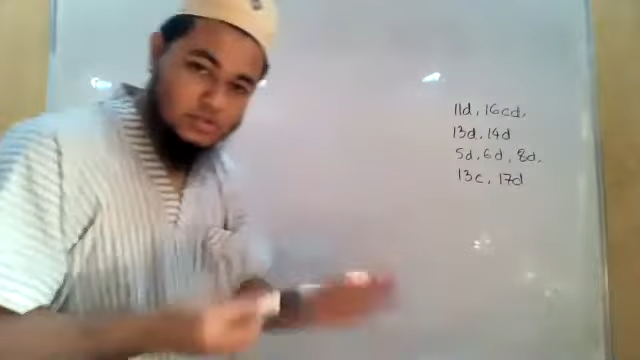 11d, 16cd,
13d, 14d
5d, 6d, 8d,
13c, 17d